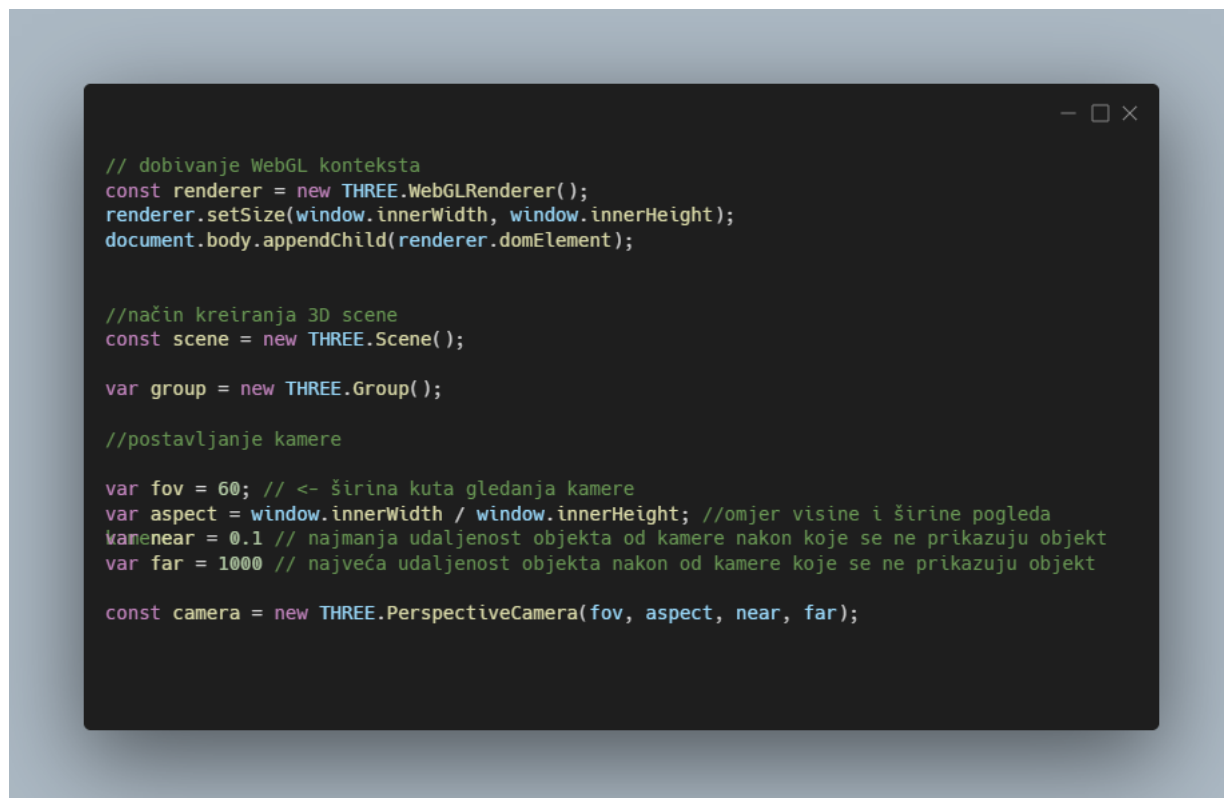 // dobivanje WebGL konteksta
const renderer = new THREE.WebGLRenderer();
renderer.setSize(window.innerWidth, window.innerHeight);
document.body.appendChild(renderer.domElement);
//način kreiranja 3D scene
const scene = new THREE.Scene();
var group = new THREE.Group();
//postavljanje kamere
var fov = 60; // <- širina kuta gledanja kamere
var aspect = window.innerWidth / window.innerHeight; //omjer visine i širine pogleda
var near = 0.1 // najmanja udaljenost objekta od kamere nakon koje se ne prikazuju objekt
var far = 1000 // najveća udaljenost objekta nakon od kamere koje se ne prikazuju objekt
const camera = new THREE.PerspectiveCamera(fov, aspect, near, far);